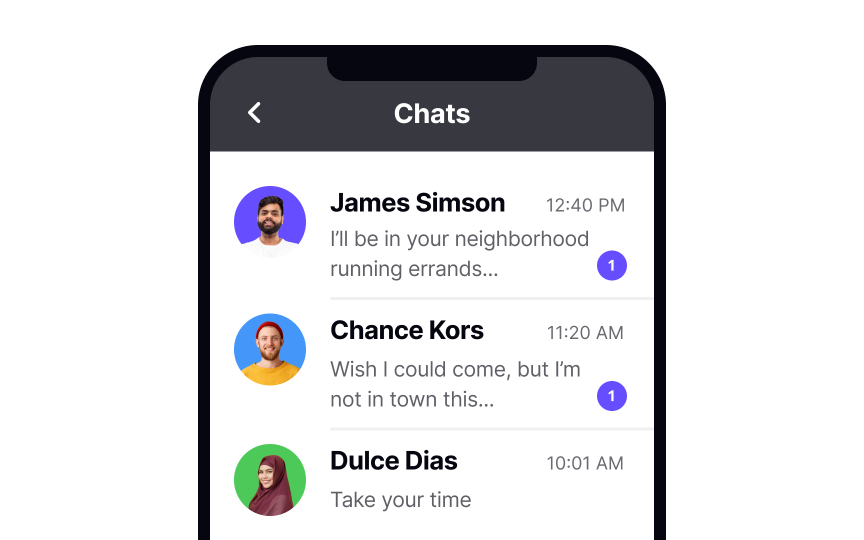 Chats
James Simson 12:40 PM
I’ll be in your neighborhood
running errands...
1
Chance Kors 11:20 AM
Wish I could come, but I’m
not in town this...
1
Dulce Dias 10:01 AM
Take your time